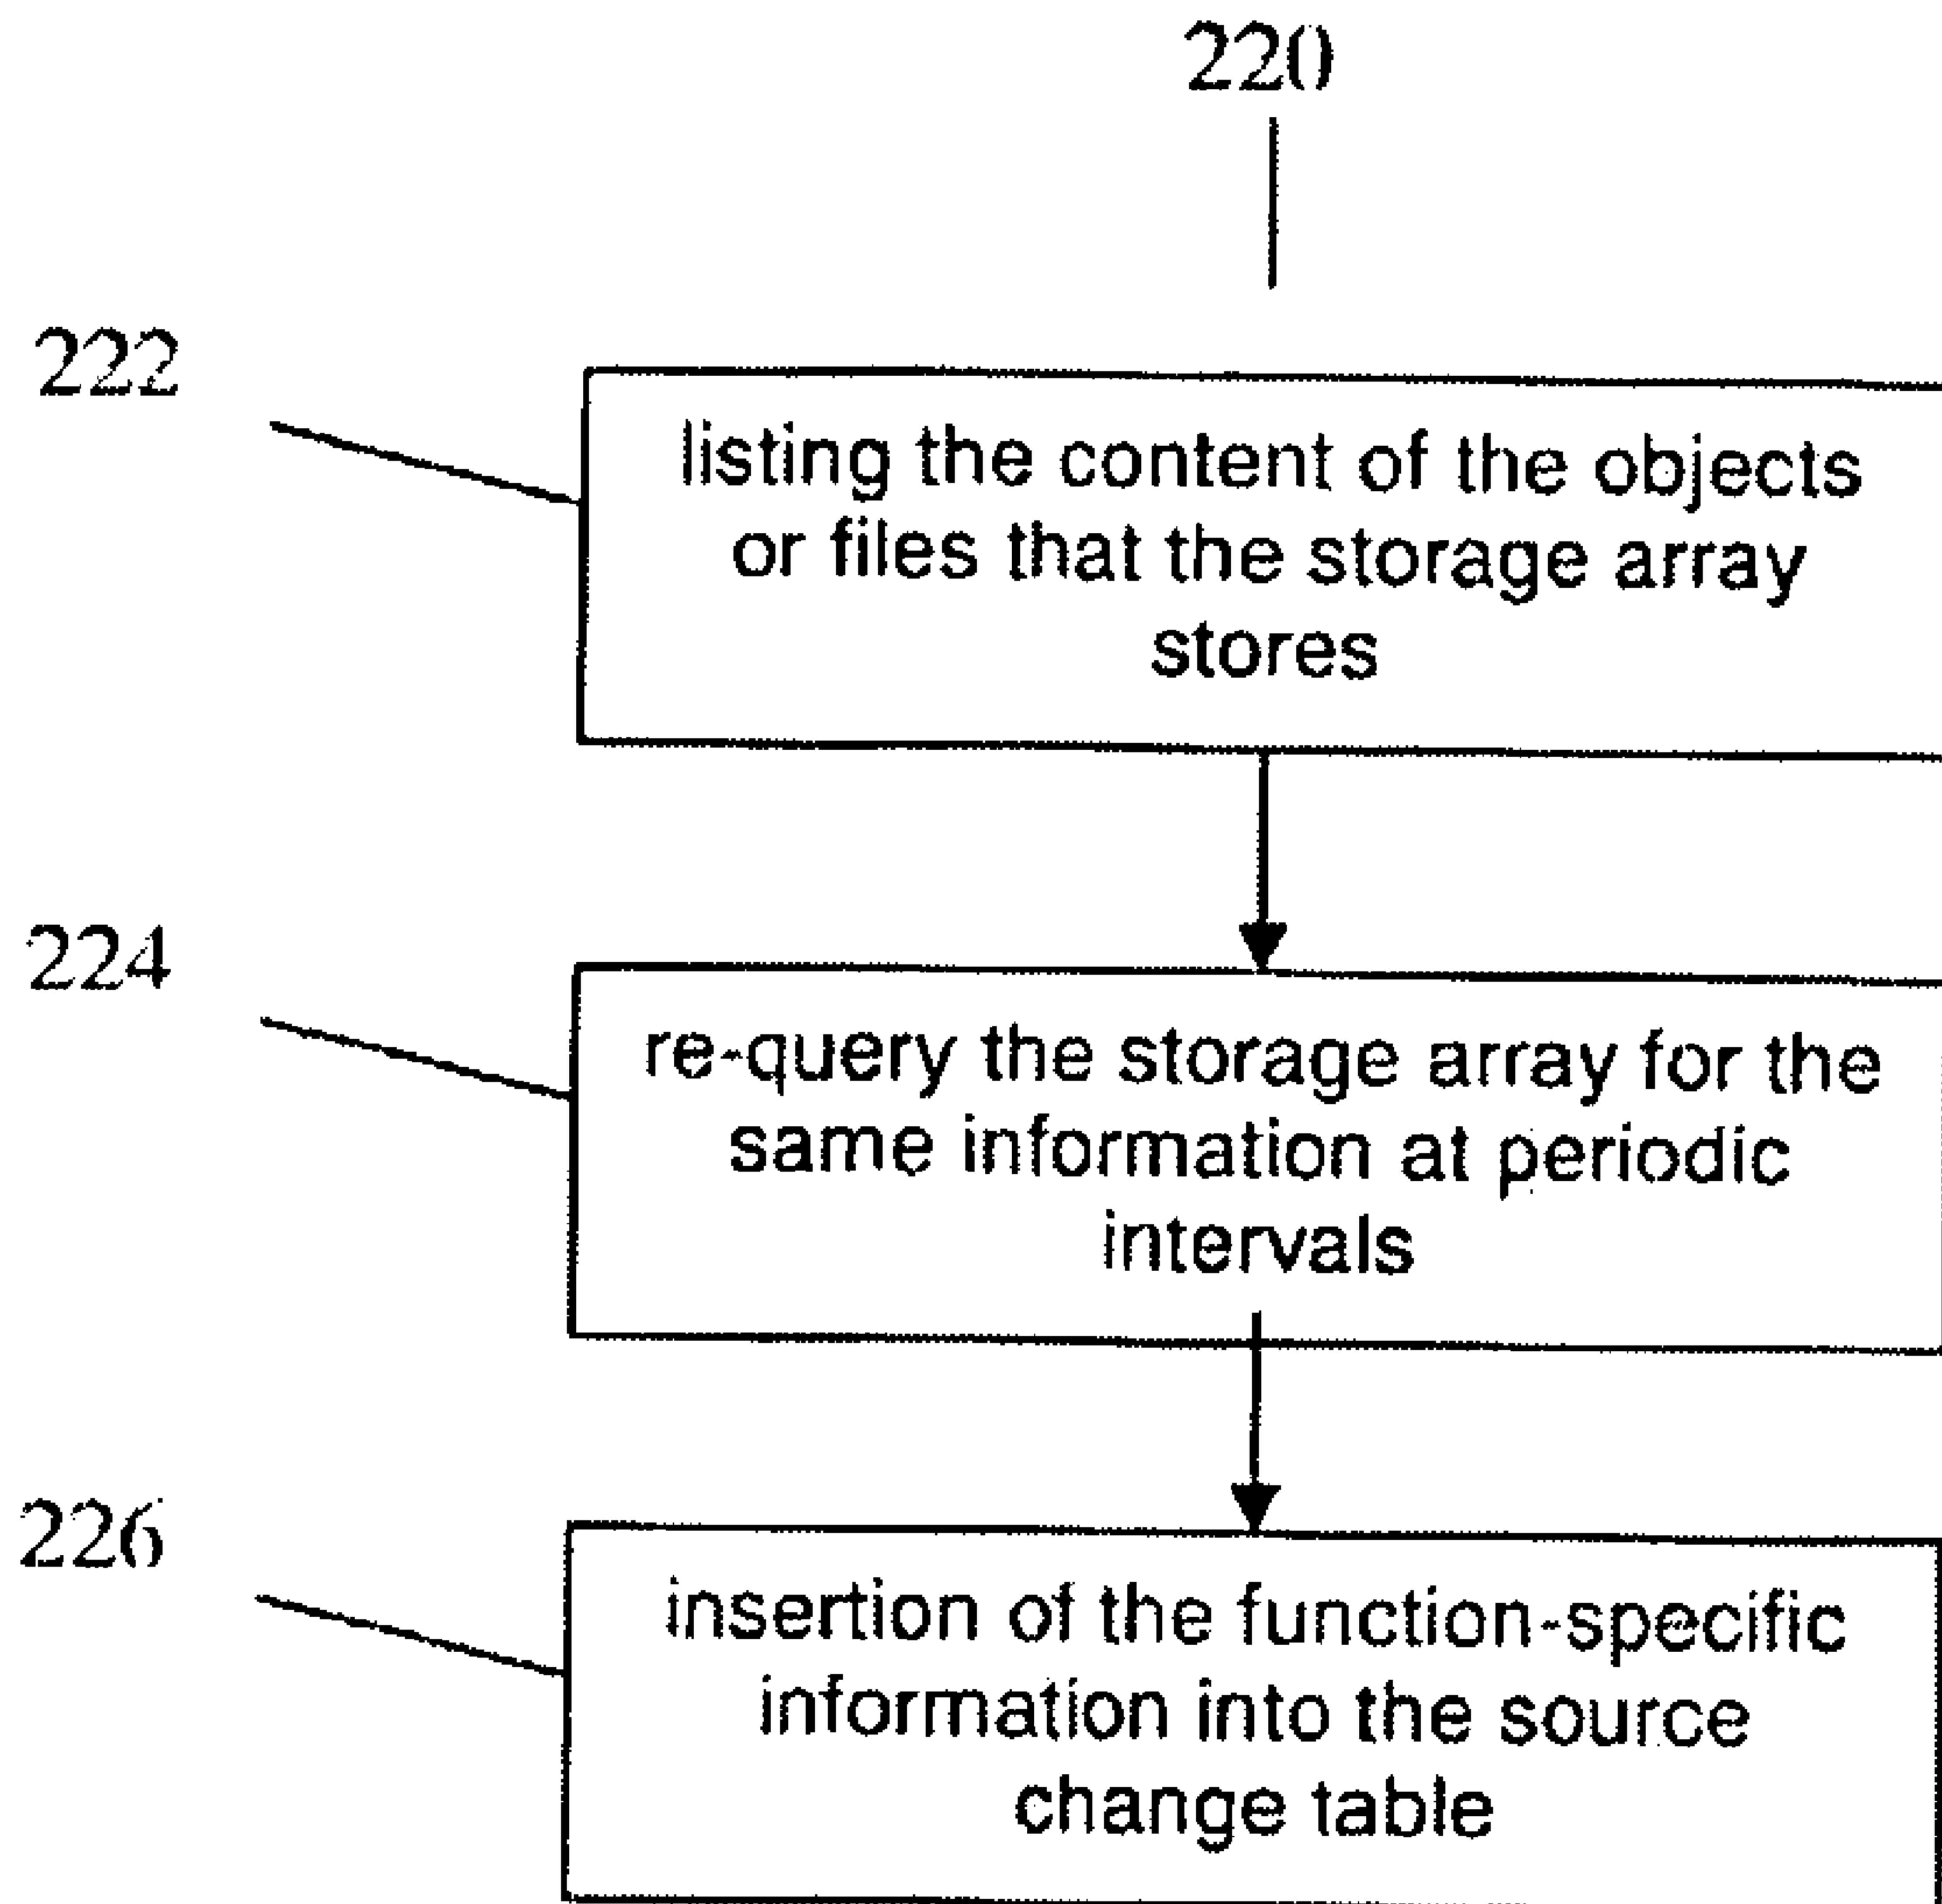 220
222
listing the content of the objects
or files that the storage array
stores
224
re-query the storage array for the
same information at periodic
intervals
226
insertion of the function-specific
information into the source
change table